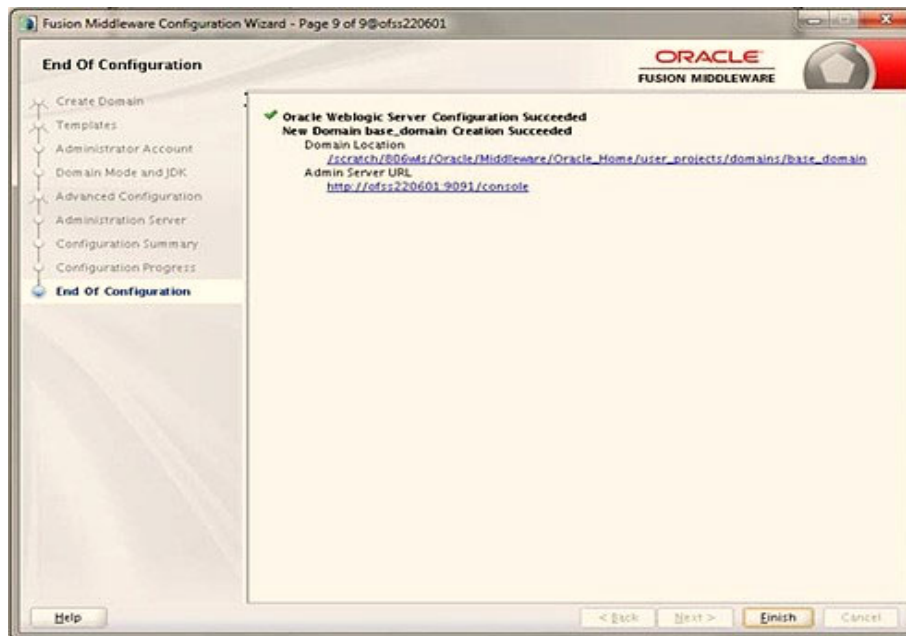 Fusion Middleware Configuration Wizard - Page 9 of 9@ofss220601
End Of Configuration
ORACLE
FUSION MIDDLEWARE
Create Domain
Templates
Administrator Account
Domain Mode and JDK
Advanced Configuration
Administration Server
Configuration Summary
Configuration Progress
End Of Configuration
Oracle Weblogic Server Configuration Succeeded
New Domain base_domain Creation Succeeded
Domain Location
/scratch/806wls/Oracle/Middleware/Oracle_Home/user_projects/domains/base_domain
Admin Server URL
http://ofss220601:9091/console
Help
< Back
Next >
Finish
Cancel